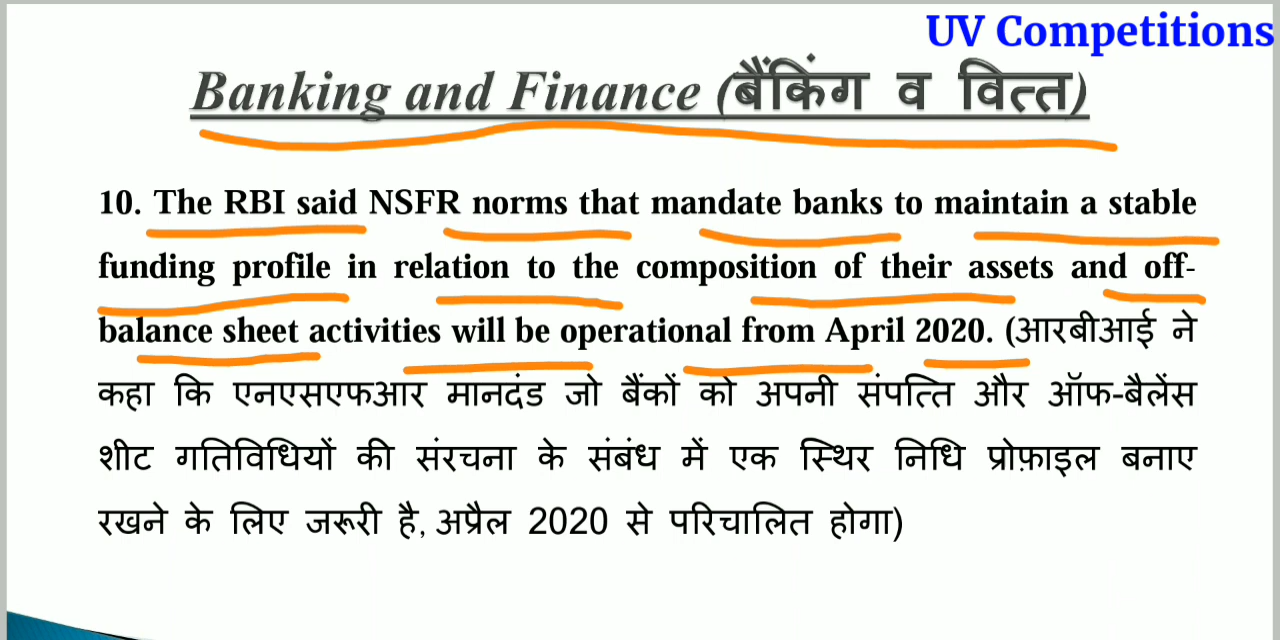 UV Competitions
Banking and Finance (बैंकिंग व वित्त)
10. The RBI said NSFR norms that mandate banks to maintain a stable
funding profile in relation to the composition of their assets and off-
balance sheet activities will be operational from April 2020. (आरबीआई ने
कहा कि एनएसएफआर मानदंड जो बैंकों को अपनी संपत्ति और ऑफ-बैलेंस
शीट गतिविधियों की संरचना के संबंध में एक स्थिर निधि प्रोफ़ाइल बनाए
रखने के लिए जरूरी है, अप्रैल 2020 से परिचालित होगा)